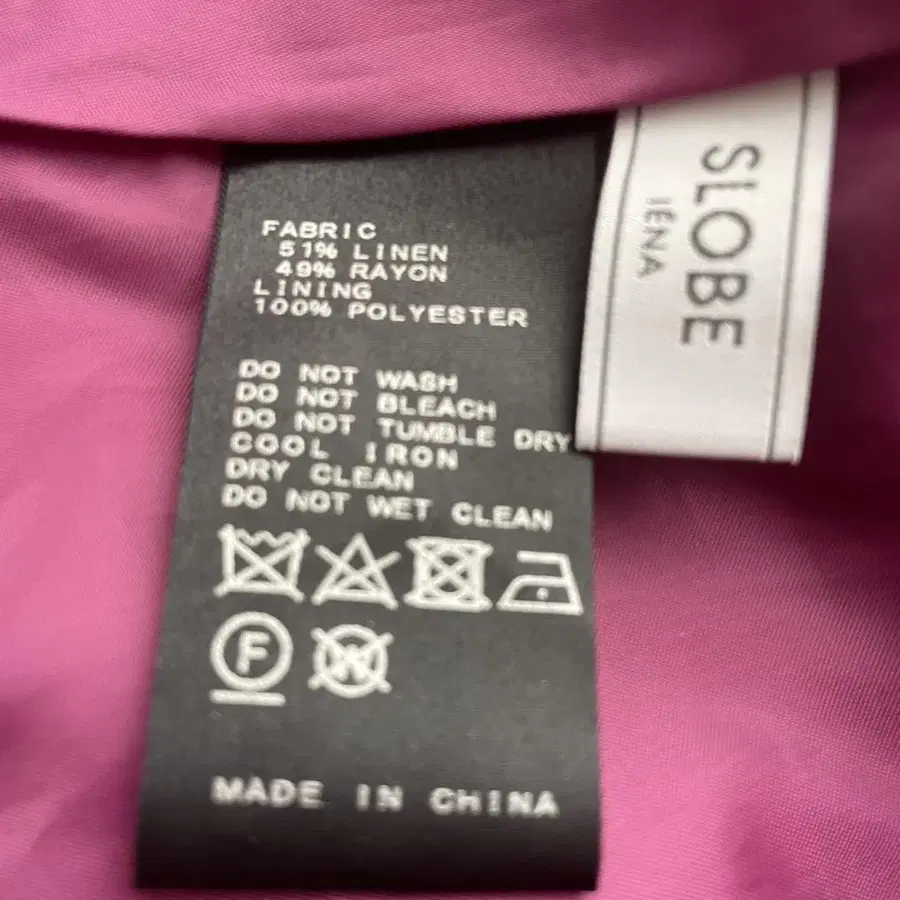 FABRIC
51% LINEN
49% RAYON
LINING
100% POLYESTER
DO NOT WASH
DO NOT BLEACH
DO NOT TUMBLE DRY
COOL IRON
DRY CLEAN
DO NOT WET CLEAN
F
W
MADE IN CHINA
SLOBE
IÉNA